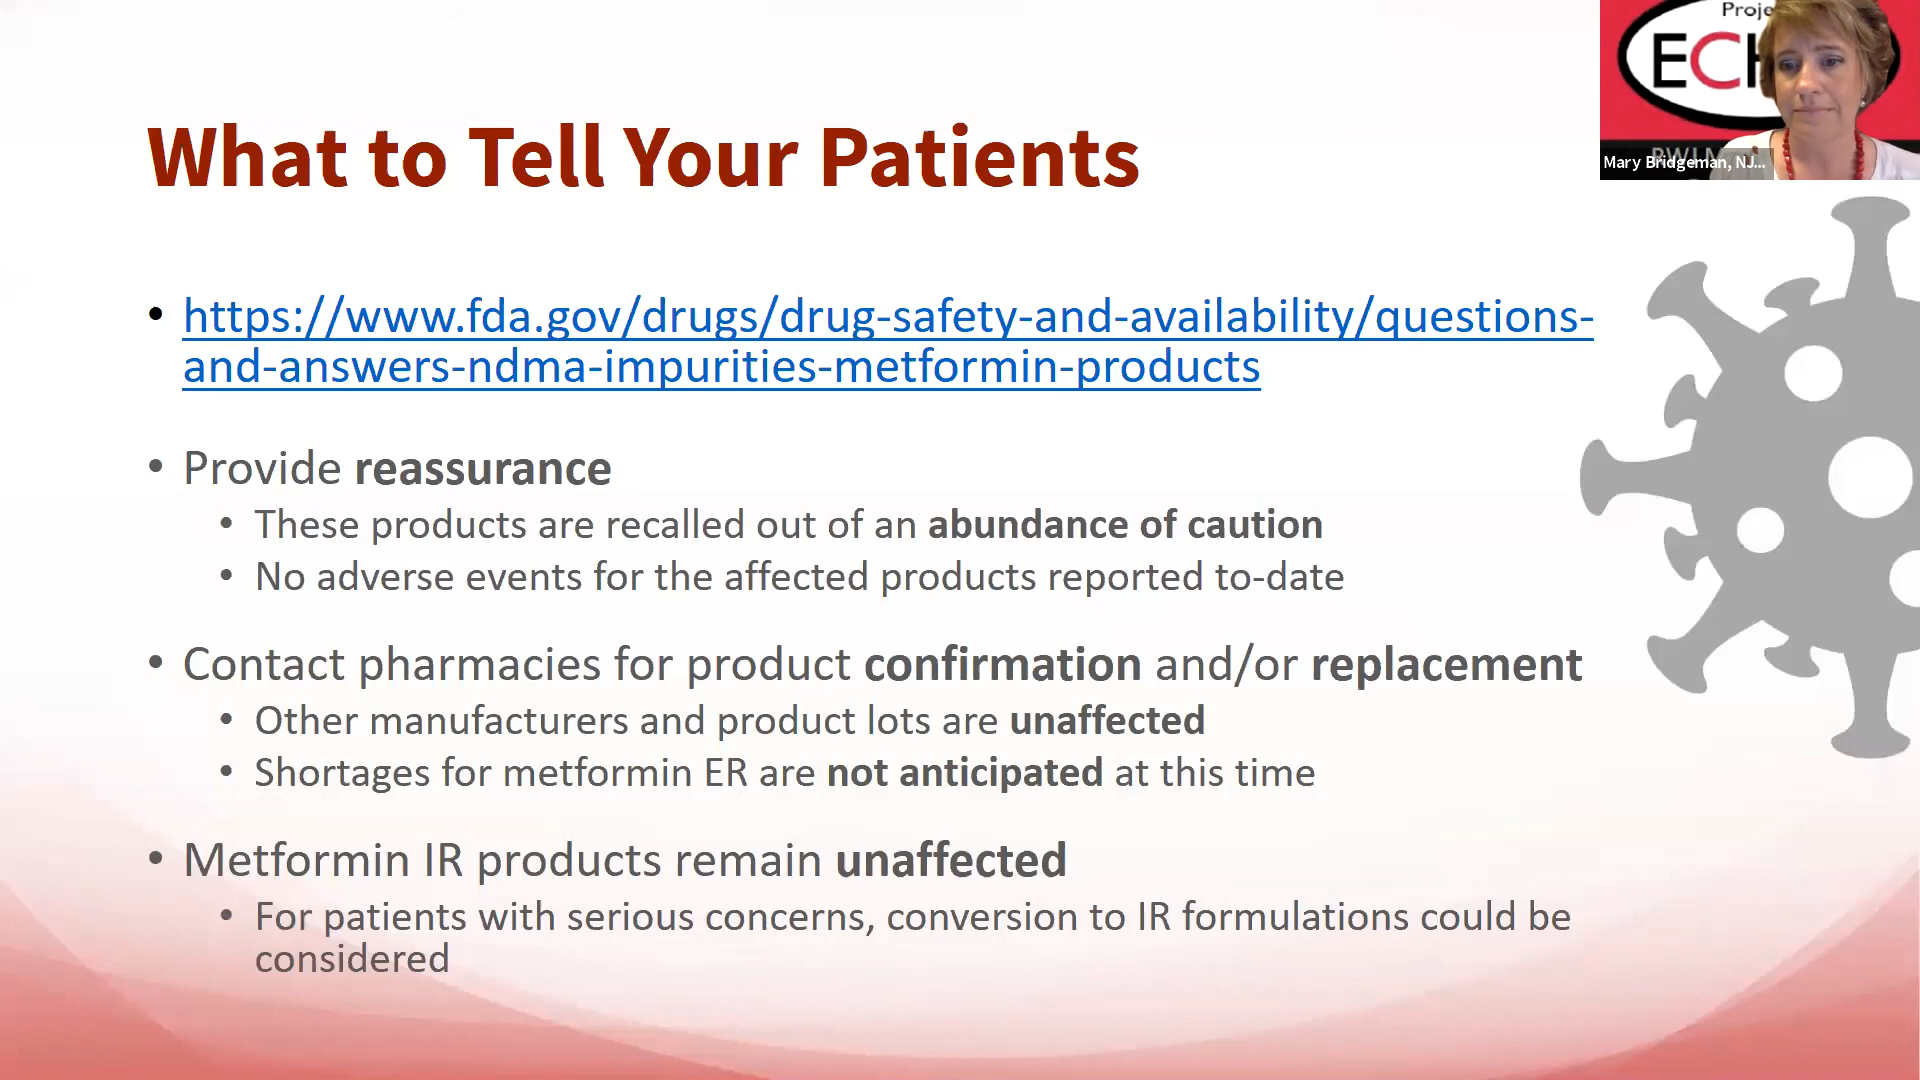 Proje
ECH
Mary Bridgeman, NJ...
What to Tell Your Patients
• https://www.fda.gov/drugs/drug-safety-and-availability/questions-
and-answers-ndma-impurities-metformin-products
• Provide reassurance
• These products are recalled out of an abundance of caution
• No adverse events for the affected products reported to-date
• Contact pharmacies for product confirmation and/or replacement
• Other manufacturers and product lots are unaffected
• Shortages for metformin ER are not anticipated at this time
• Metformin IR products remain unaffected
• For patients with serious concerns, conversion to IR formulations could be
considered